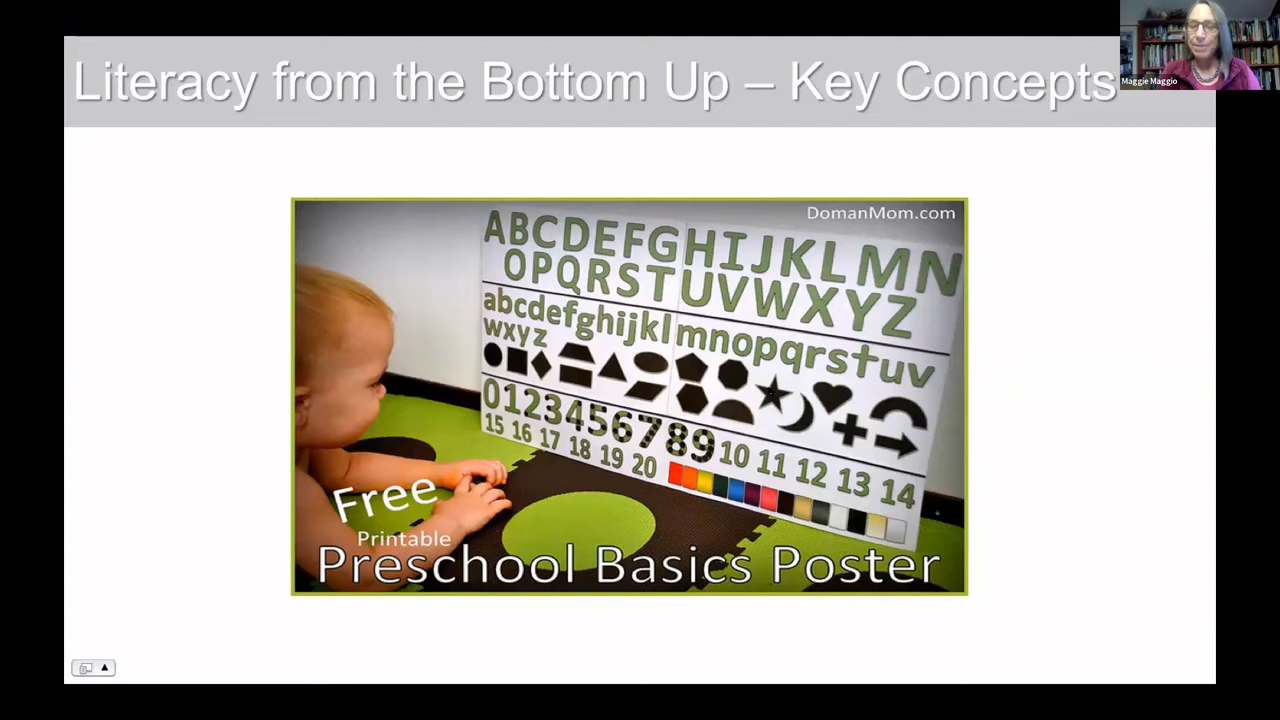 Literacy from the Bottom Up – Key Concepts
Maggie Maggio
DomanMom.com
ABCDEFGHIJKLMN
OPQRSTUVWXYZ
abcdefghijklmnopqrstuv
wxyz
0123456789 10 11 12 13 14
15 16 17 18 19 20
Free
Printable
Preschool Basics Poster